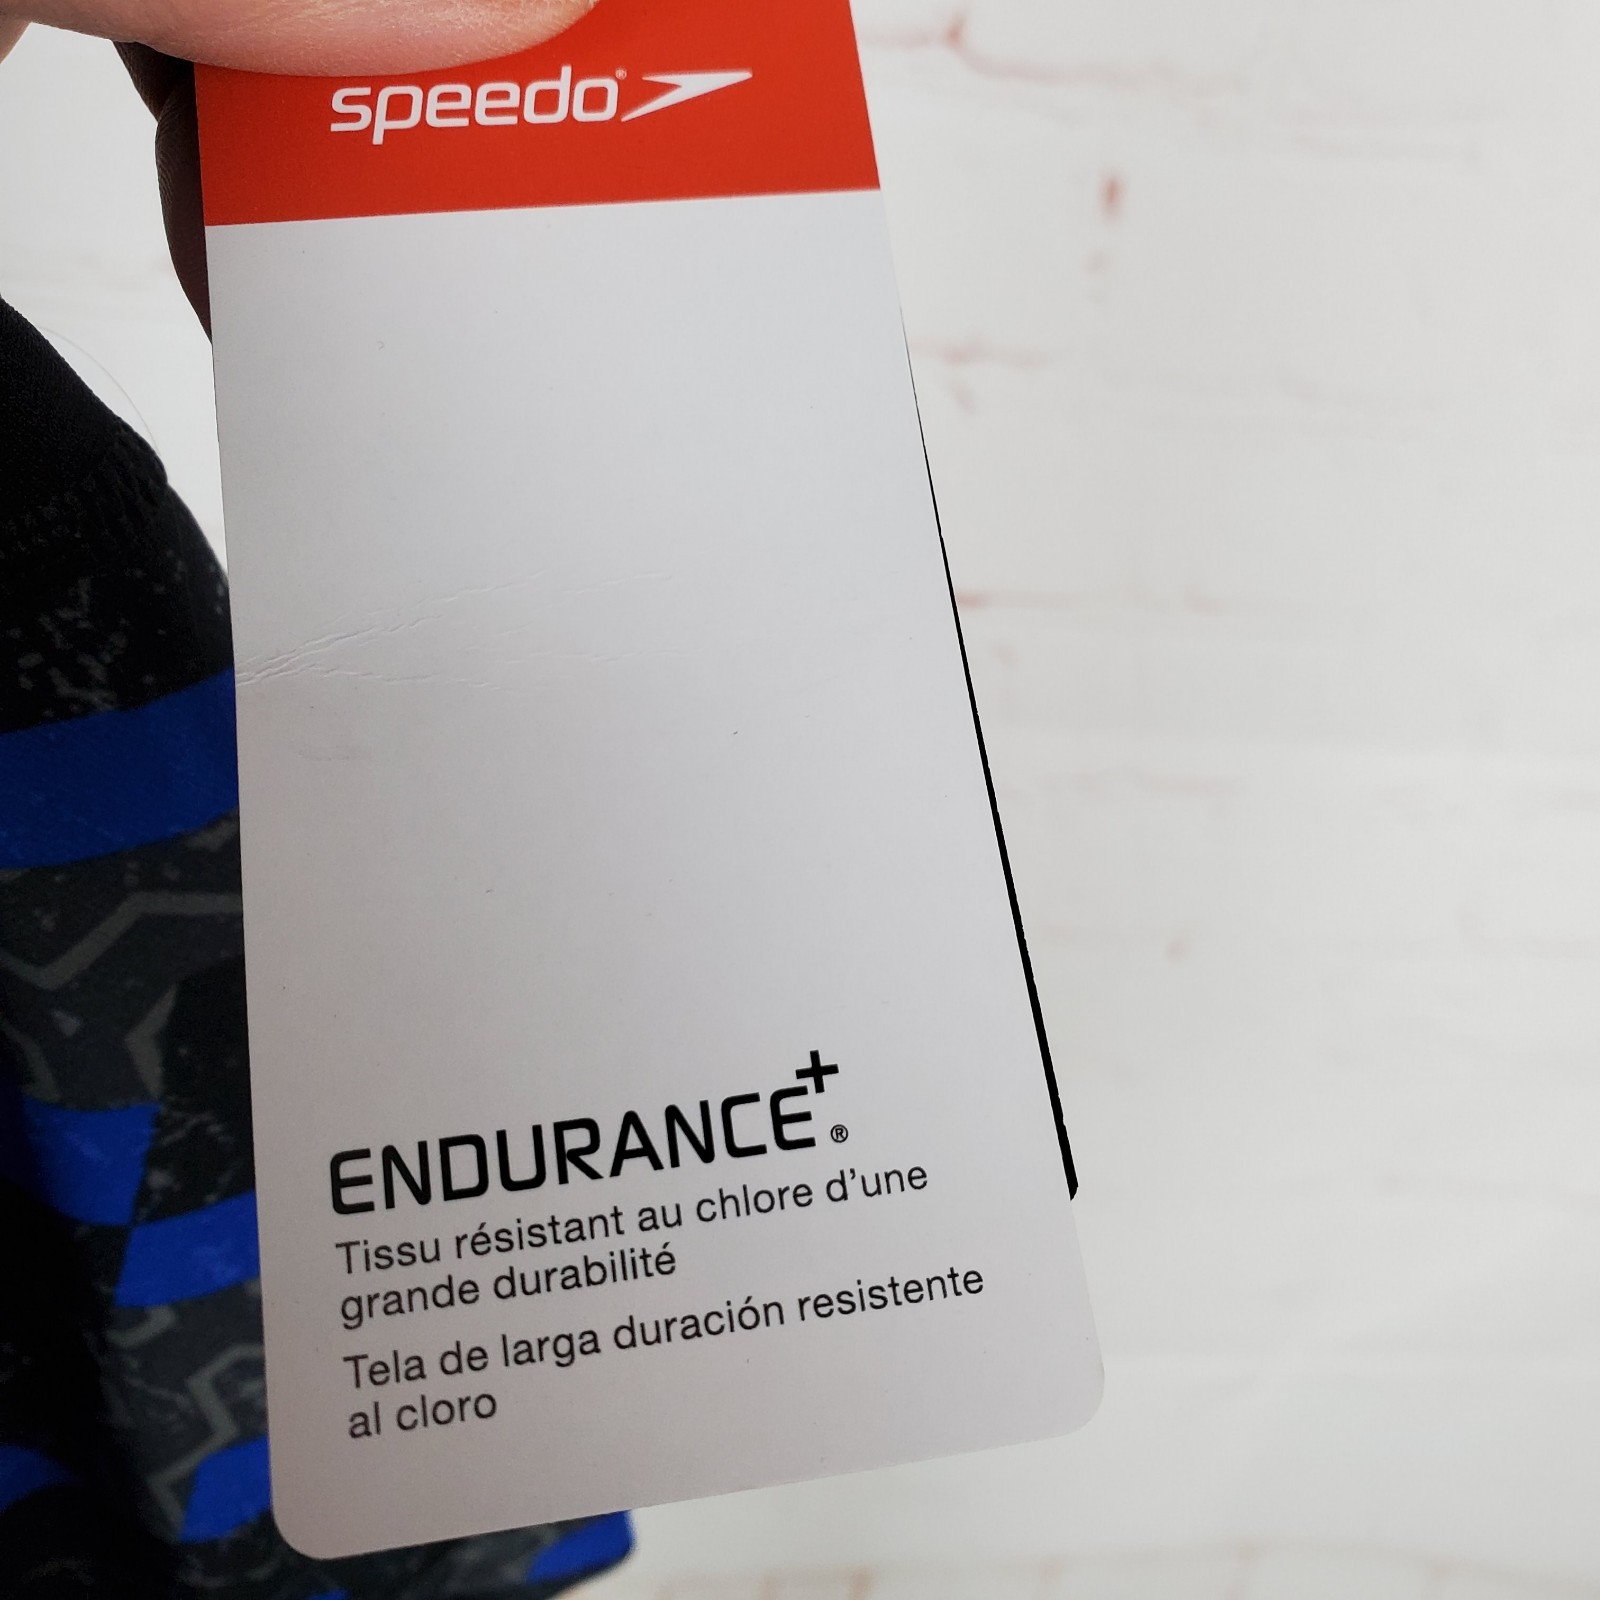 speedo®
ENDURANCE+®
Tissu résistant au chlore d'une
grande durabilité
Tela de larga duración resistente
al cloro